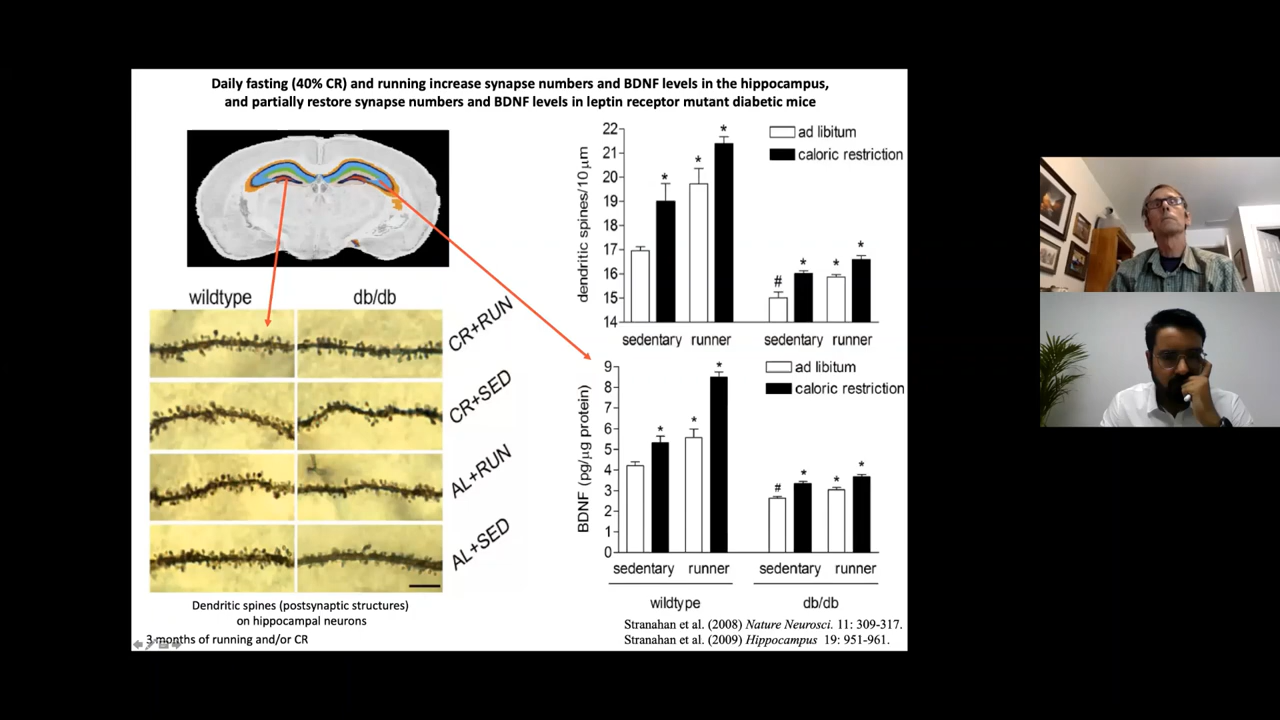 Daily fasting (40% CR) and running increase synapse numbers and BDNF levels in the hippocampus,
and partially restore synapse numbers and BDNF levels in leptin receptor mutant diabetic mice
wildtype
db/db
CR+RUN
CR+SED
AL+RUN
AL+SED
Dendritic spines (postsynaptic structures)
on hippocampal neurons
3 months of running and/or CR
dendritic spines/10 μm
22
21
20
19
18
17
16
15
14
* * *
# * * *
ad libitum
caloric restriction
sedentary runner
sedentary runner
BDNF (pg/μg protein)
9
8
7
6
5
4
3
2
1
0
* * *
# * * *
ad libitum
caloric restriction
sedentary runner
sedentary runner
wildtype
db/db
Stranahan et al. (2008) Nature Neurosci. 11: 309-317.
Stranahan et al. (2009) Hippocampus 19: 951-961.